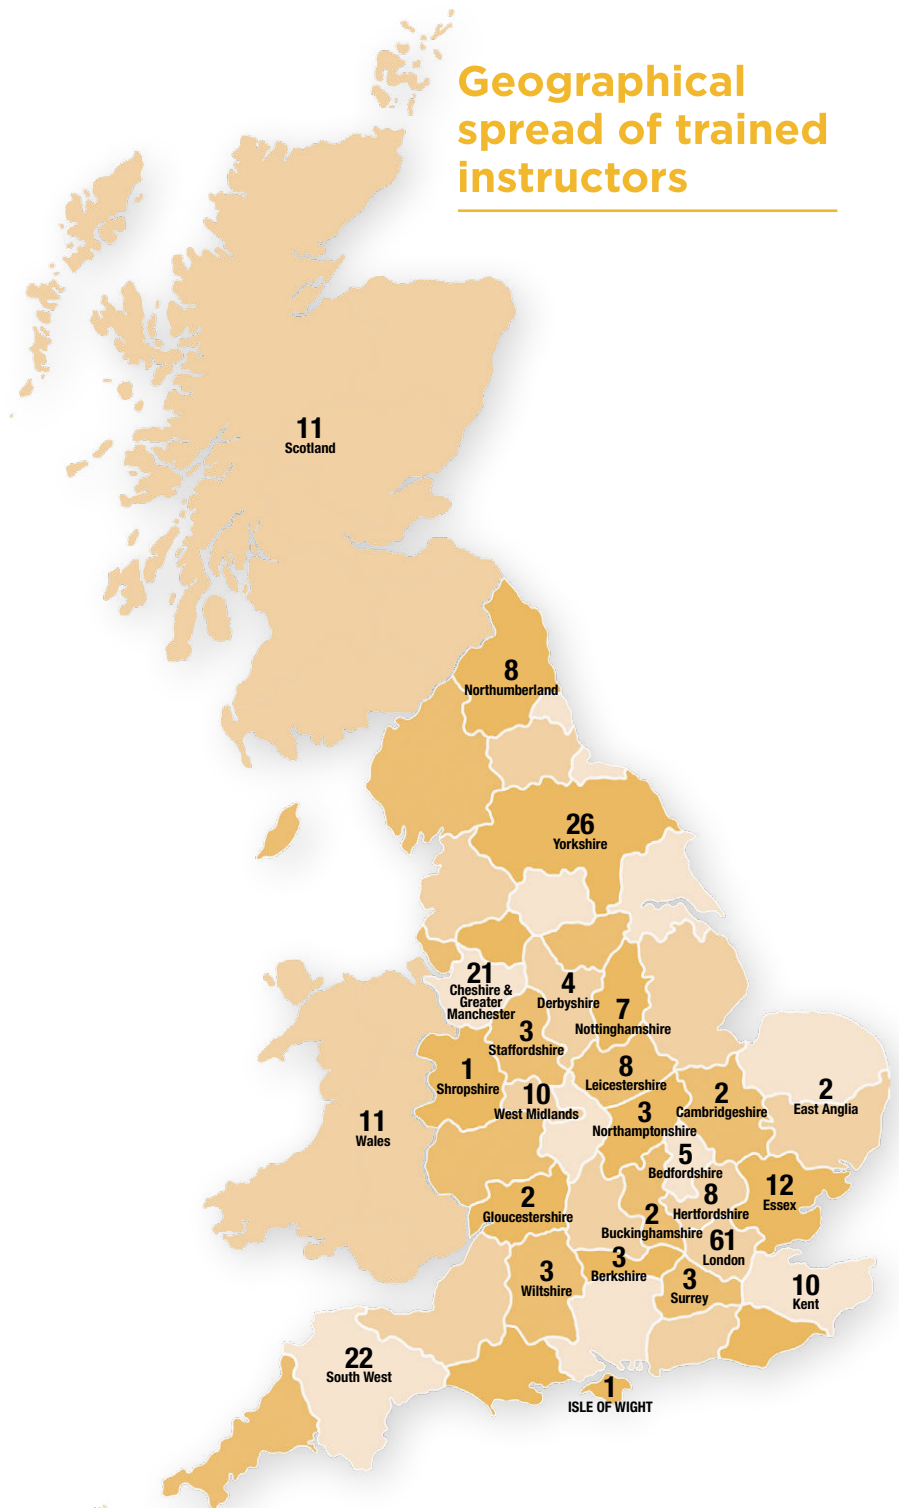 Geographical
spread of trained
instructors
11
Scotland
8
Northumberland
26
Yorkshire
21
Cheshire &
Greater
Manchester
4
Derbyshire
7
Nottinghamshire
3
Staffordshire
1
Shropshire
8
Leicestershire
10
West Midlands
2
Cambridgeshire
2
East Anglia
3
Northamptonshire
11
Wales
5
Bedfordshire
12
Essex
8
Hertfordshire
2
Gloucestershire
2
Buckinghamshire
61
London
3
Berkshire
3
Wiltshire
3
Surrey
10
Kent
22
South West
1
ISLE OF WIGHT